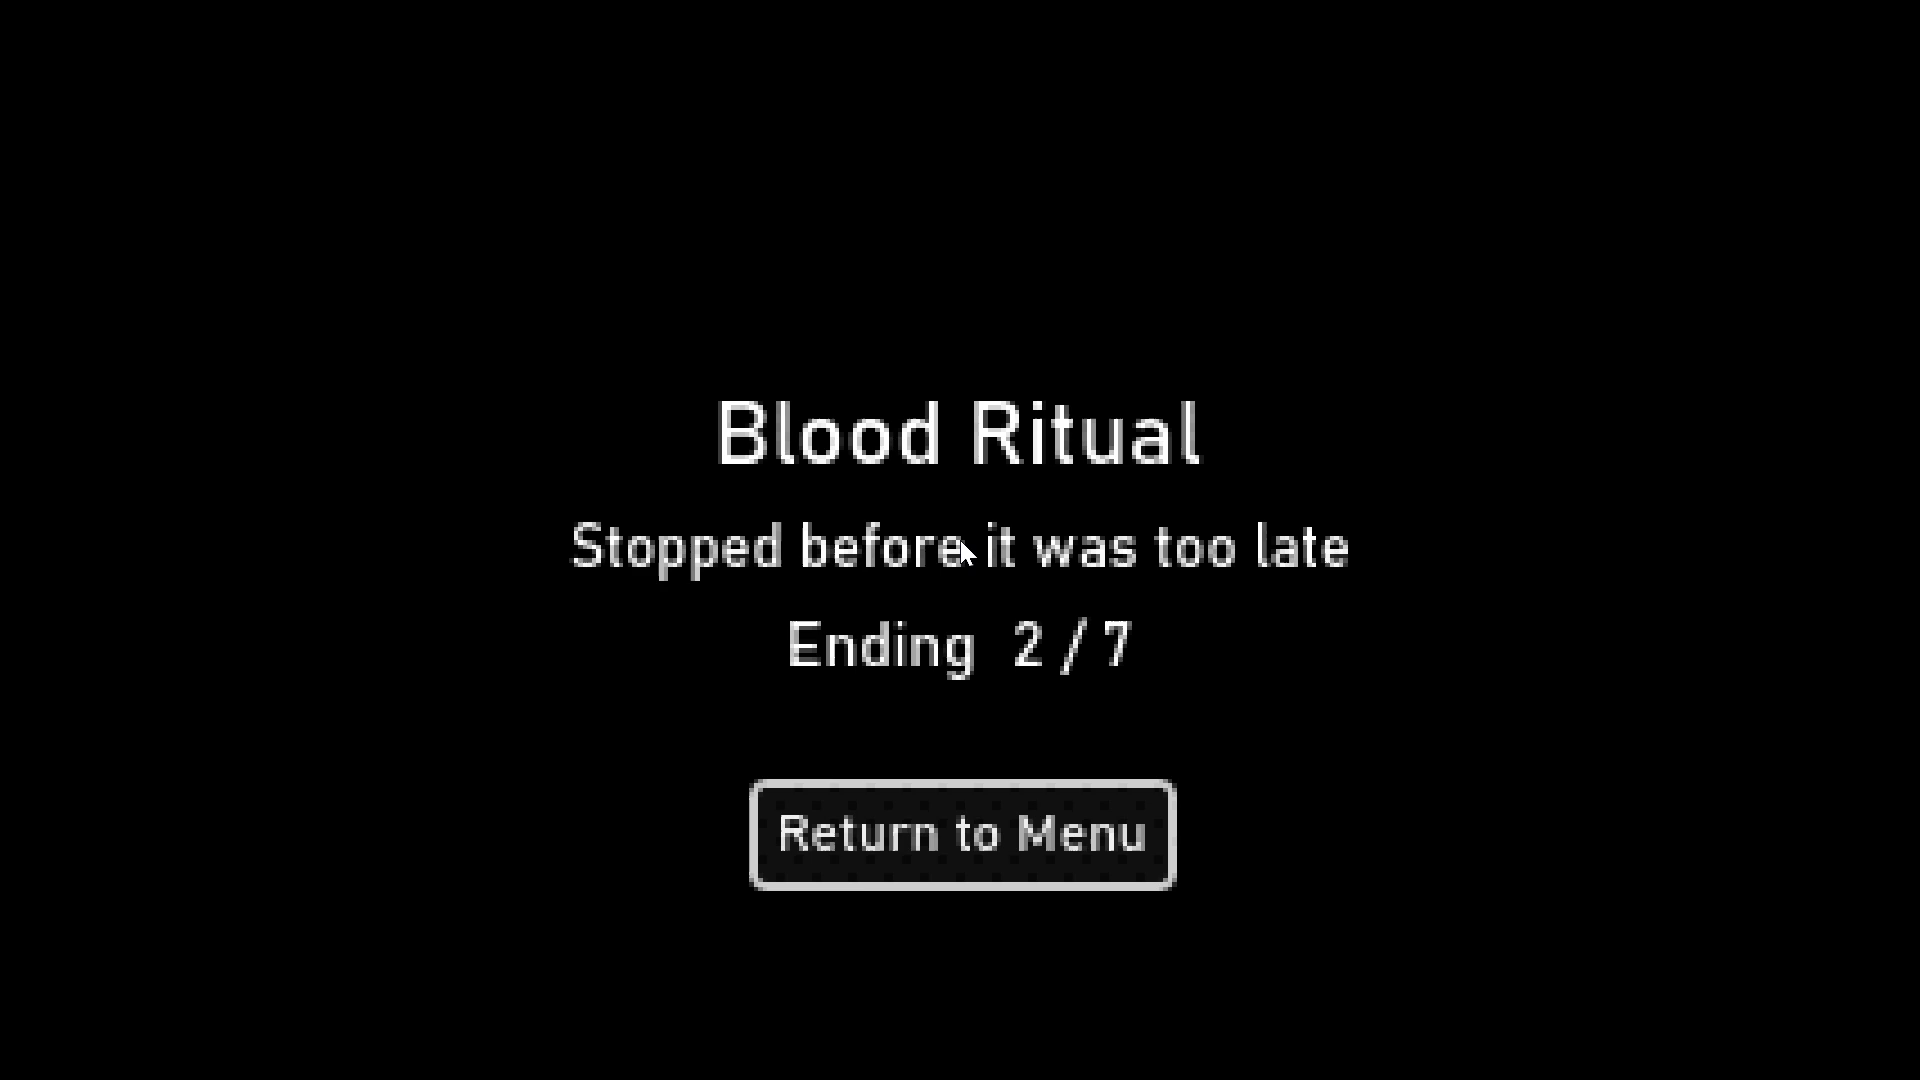 Blood Ritual
Stopped before it was too late
Ending 2 / 7
Return to Menu